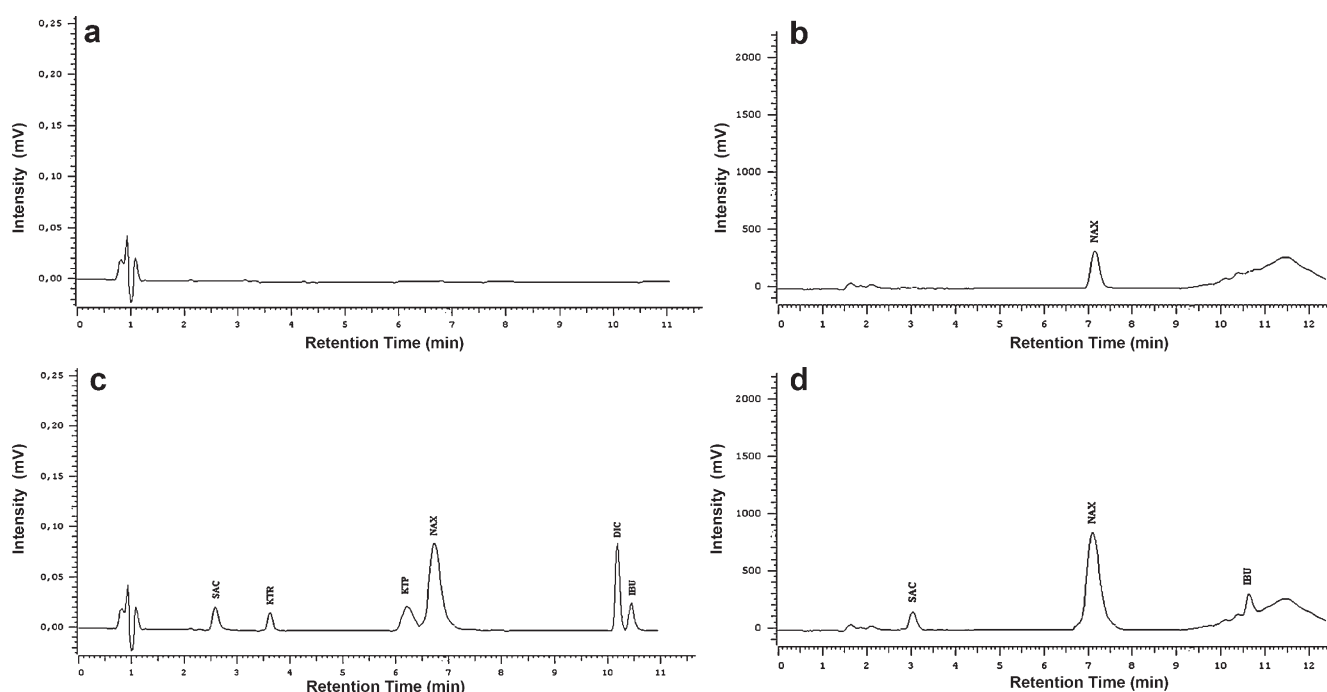 a
0,25
0,20
0,15
0,10
0,05
0,00
Intensity (mV)
0 1 2 3 4 5 6 7 8 9 10 11
Retention Time (min)
b
2000
1500
1000
500
0
Intensity (mV)
NAX
0 1 2 3 4 5 6 7 8 9 10 11 12
Retention Time (min)
c
0,25
0,20
0,15
0,10
0,05
0,00
Intensity (mV)
SAC
KTR
KTP
NAX
DIC
IBU
0 1 2 3 4 5 6 7 8 9 10 11
Retention Time (min)
d
2000
1500
1000
500
0
Intensity (mV)
SAC
NAX
IBU
0 1 2 3 4 5 6 7 8 9 10 11 12
Retention Time (min)